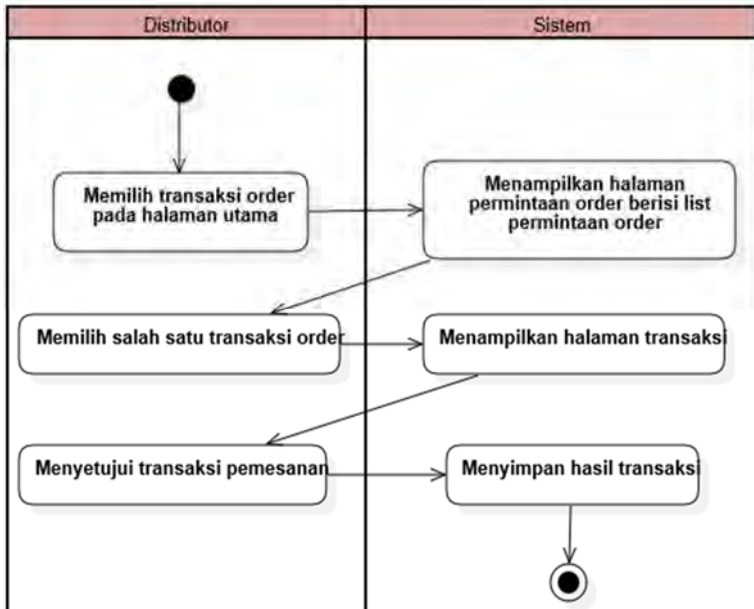 Distributor
Sistem
Memilih transaksi order
pada halaman utama
Menampilkan halaman
permintaan order berisi list
permintaan order
Memilih salah satu transaksi order
Menampilkan halaman transaksi
Menyetujui transaksi pemesanan
Menyimpan hasil transaksi